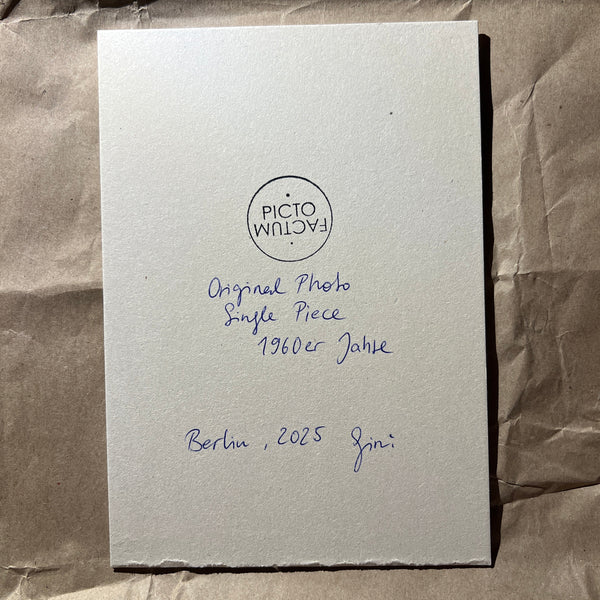 PICTO
FACTUM
Original Photo
Single Piece
1960er Jahre
Berlin, 2025